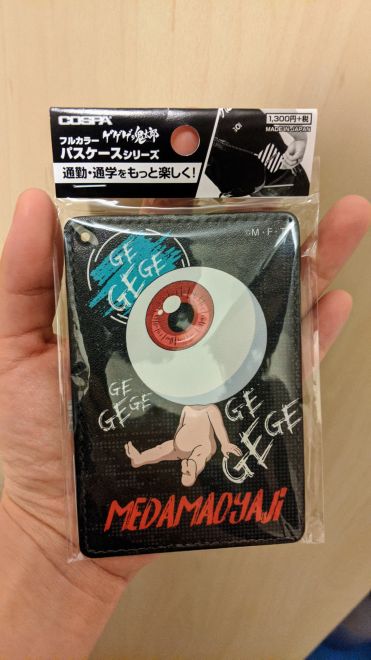 COSPA ゲゲゲの鬼太郎
フルカラー
パスケースシリーズ
通勤・通学をもっと楽しく!
1,300円+税
MADE IN JAPAN
©M・F・T
GE
GEGE
GE
GEGE
GE
GEGE
MEDAMAOYAJi